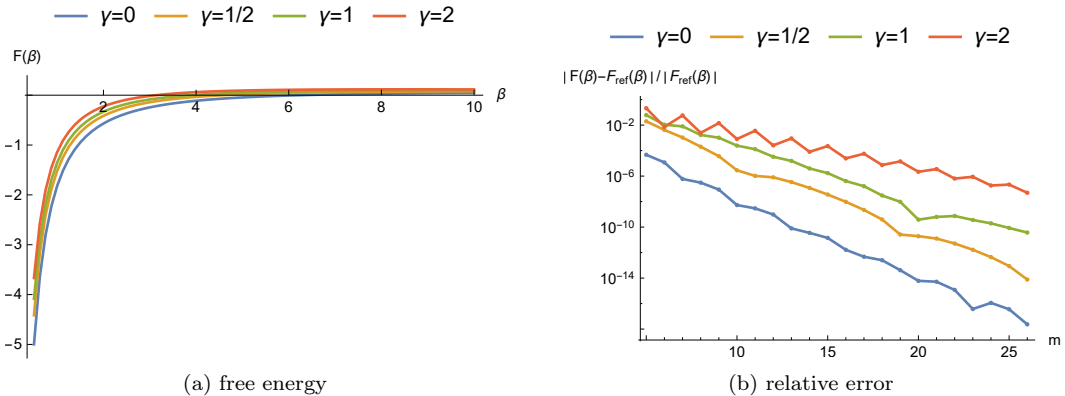 γ=0 γ=1/2 γ=1 γ=2
F(β)
2 4 6 8 10 β
−1
−2
−3
−4
−5
(a) free energy
γ=0 γ=1/2 γ=1 γ=2
| F(β)−F_ref(β) | / | F_ref(β) |
10^−2
10^−6
10^−10
10^−14
10 15 20 25 m
(b) relative error